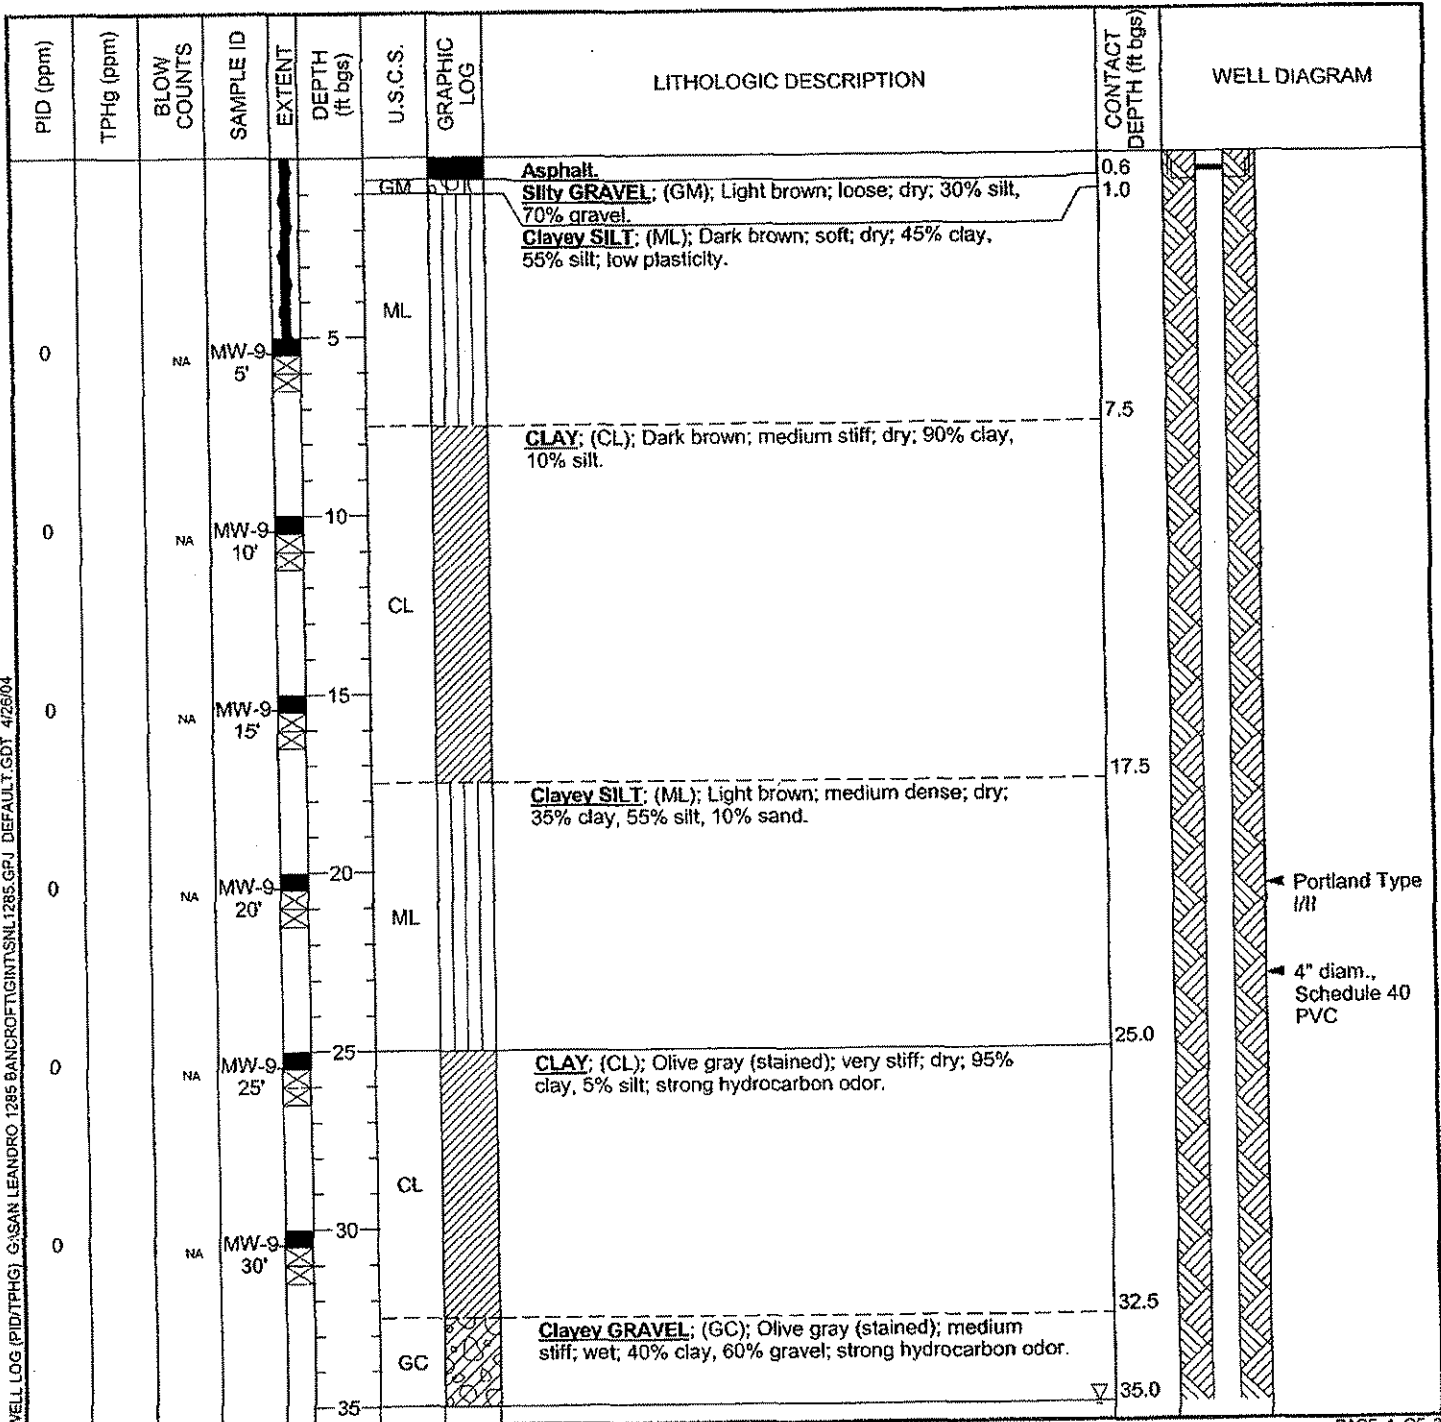 PID (ppm)
TPHg (ppm)
BLOW
COUNTS
SAMPLE ID
EXTENT
DEPTH
(ft bgs)
U.S.C.S.
GRAPHIC
LOG
LITHOLOGIC DESCRIPTION
CONTACT
DEPTH (ft bgs)
WELL DIAGRAM
Asphalt.
0.6
GM
Silty GRAVEL; (GM); Light brown; loose; dry; 30% silt,
70% gravel.
1.0
Clayey SILT; (ML); Dark brown; soft; dry; 45% clay,
55% silt; low plasticity.
ML
5
0
NA
MW-9
5'
7.5
CLAY; (CL); Dark brown; medium stiff; dry; 90% clay,
10% silt.
10
0
NA
MW-9
10'
CL
15
0
NA
MW-9
15'
17.5
Clayey SILT; (ML); Light brown; medium dense; dry;
35% clay, 55% silt, 10% sand.
20
0
NA
MW-9
20'
ML
Portland Type
I/II
4" diam.,
Schedule 40
PVC
25.0
25
CLAY; (CL); Olive gray (stained); very stiff; dry; 95%
clay, 5% silt; strong hydrocarbon odor.
0
NA
MW-9
25'
CL
30
0
NA
MW-9
30'
32.5
Clayey GRAVEL; (GC); Olive gray (stained); medium
stiff; wet; 40% clay, 60% gravel; strong hydrocarbon odor.
GC
35.0
35
WELL LOG (PID/TPHG) G:\SAN LEANDRO 1285 BANCROFT\GINT\SNL1285.GPJ DEFAULT.GDT 4/26/04